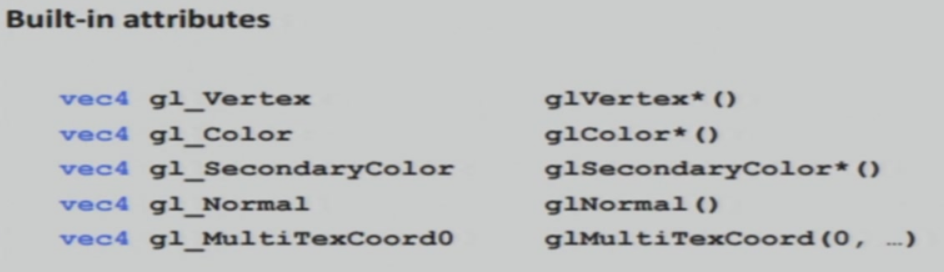 Built-in attributes
vec4 gl_Vertex glVertex*()
vec4 gl_Color glColor*()
vec4 gl_SecondaryColor glSecondaryColor*()
vec4 gl_Normal glNormal()
vec4 gl_MultiTexCoord0 glMultiTexCoord(0, …)